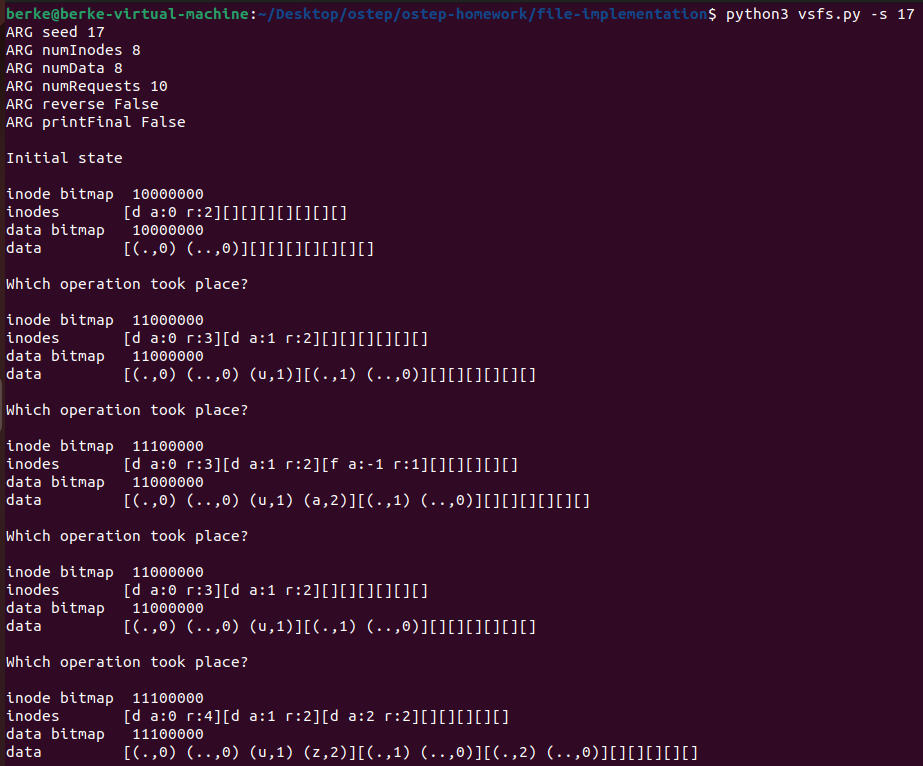 berke@berke-virtual-machine:~/Desktop/ostep/ostep-homework/file-implementation$ python3 vsfs.py -s 17
ARG seed 17
ARG numInodes 8
ARG numData 8
ARG numRequests 10
ARG reverse False
ARG printFinal False

Initial state

inode bitmap  10000000
inodes       [d a:0 r:2][][][][][][][]
data bitmap   10000000
data         [(.,0) (..,0)][][][][][][][]

Which operation took place?

inode bitmap  11000000
inodes       [d a:0 r:3][d a:1 r:2][][][][][][]
data bitmap   11000000
data         [(.,0) (..,0) (u,1)][(.,1) (..,0)][][][][][][]

Which operation took place?

inode bitmap  11100000
inodes       [d a:0 r:3][d a:1 r:2][f a:-1 r:1][][][][][]
data bitmap   11000000
data         [(.,0) (..,0) (u,1) (a,2)][(.,1) (..,0)][][][][][][]

Which operation took place?

inode bitmap  11000000
inodes       [d a:0 r:3][d a:1 r:2][][][][][][]
data bitmap   11000000
data         [(.,0) (..,0) (u,1)][(.,1) (..,0)][][][][][][]

Which operation took place?

inode bitmap  11100000
inodes       [d a:0 r:4][d a:1 r:2][d a:2 r:2][][][][][]
data bitmap   11100000
data         [(.,0) (..,0) (u,1) (z,2)][(.,1) (..,0)][(.,2) (..,0)][][][][][]